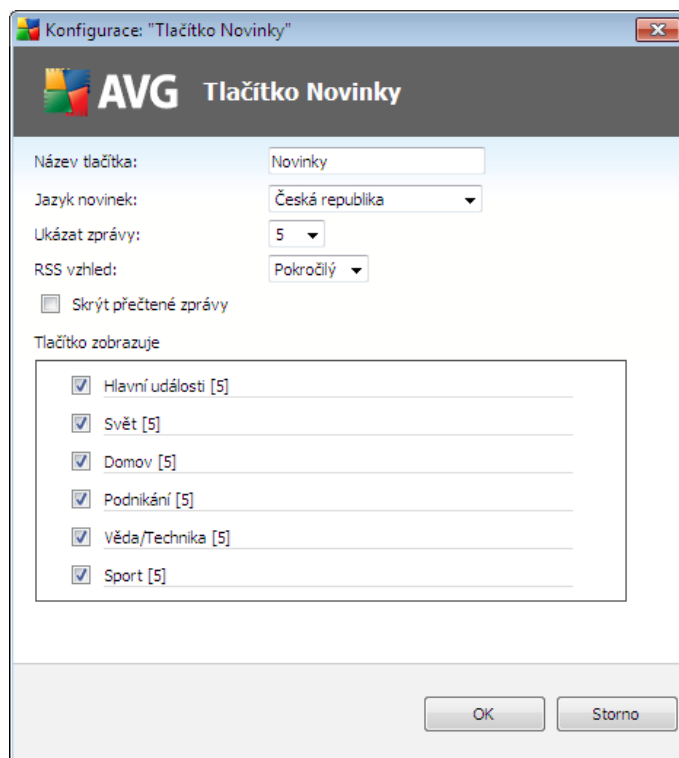 Konfigurace: "Tlačítko Novinky"
AVG Tlačítko Novinky
Název tlačítka: Novinky
Jazyk novinek: Česká republika
Ukázat zprávy: 5
RSS vzhled: Pokročilý
Skrýt přečtené zprávy
Tlačítko zobrazuje
Hlavní události [5]
Svět [5]
Domov [5]
Podnikání [5]
Věda/Technika [5]
Sport [5]
OK Storno